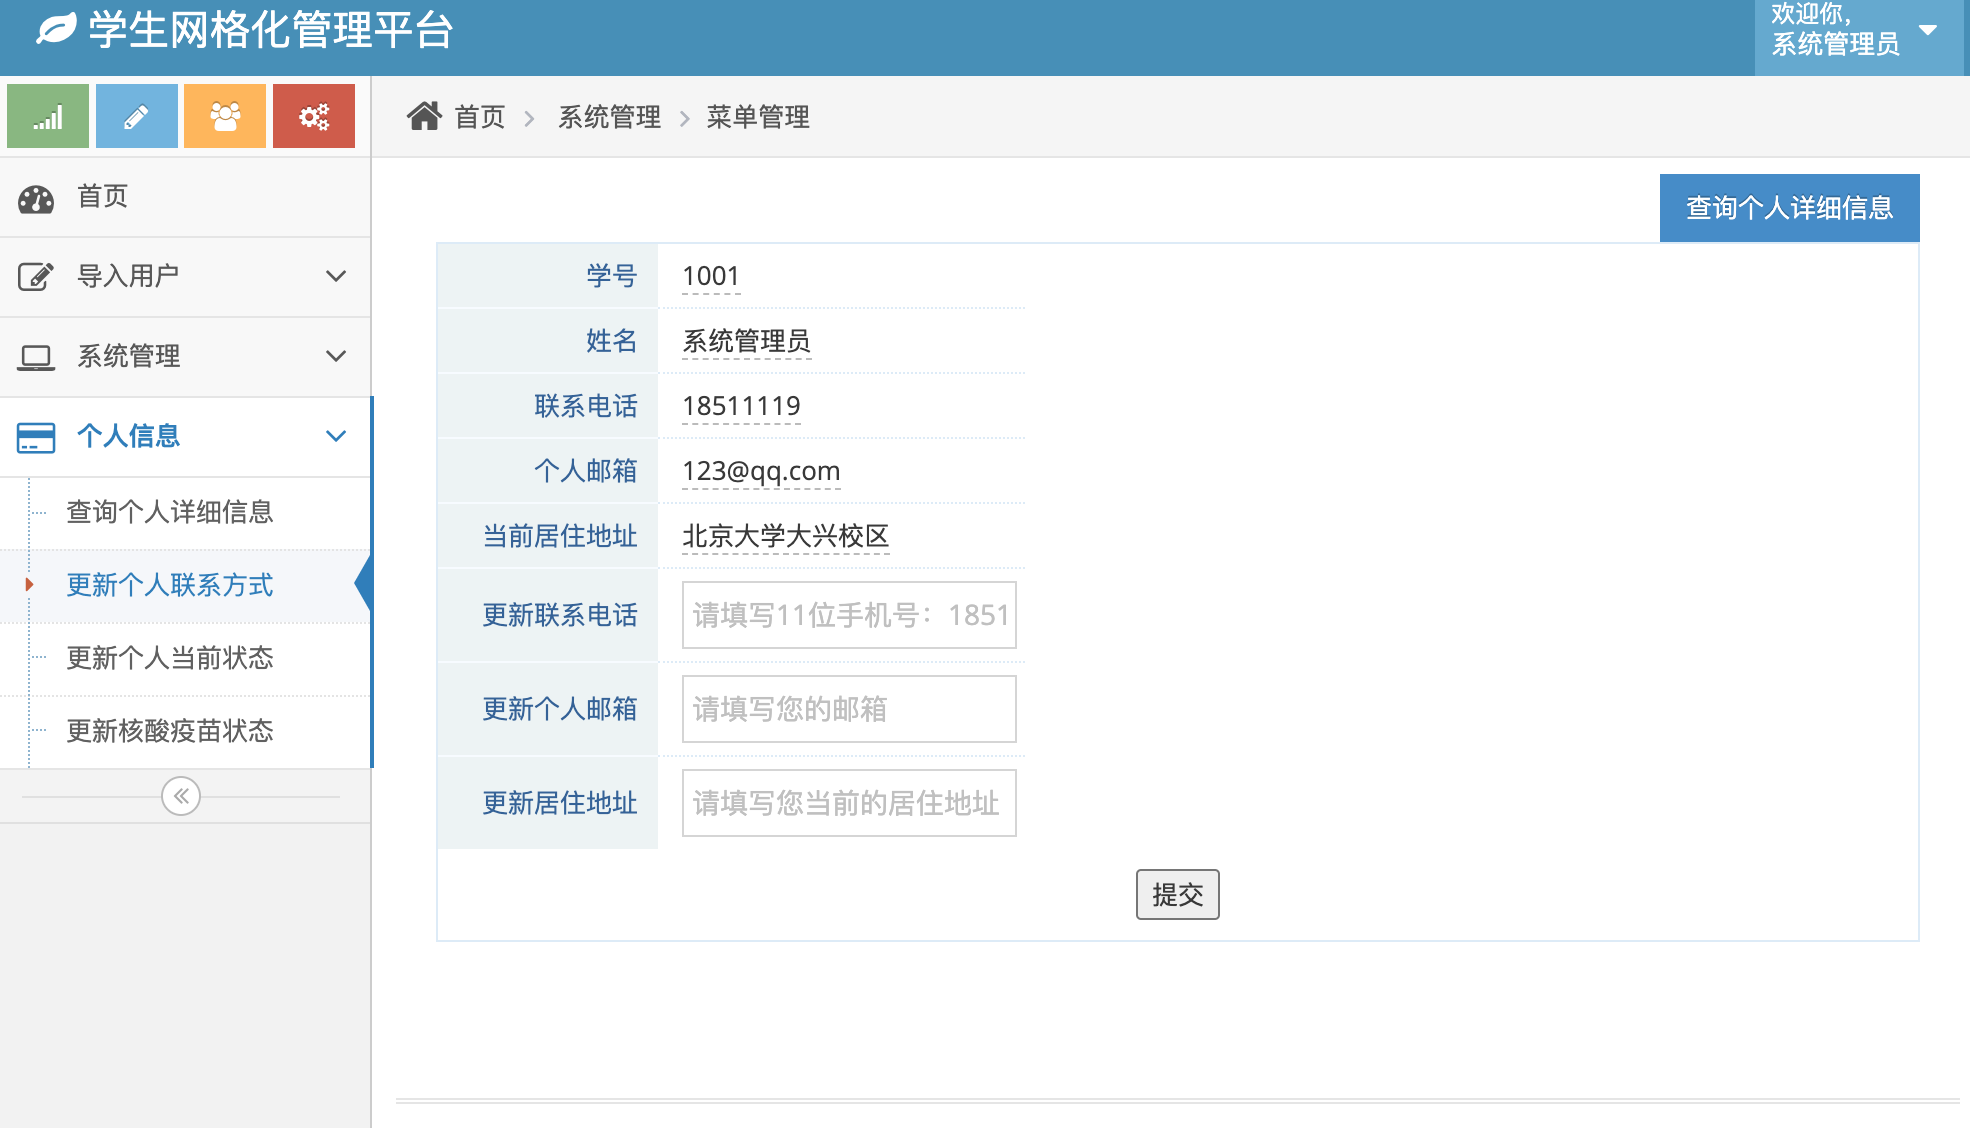 学生网格化管理平台
欢迎你,
系统管理员
首页
系统管理
菜单管理
首页
导入用户
系统管理
个人信息
查询个人详细信息
更新个人联系方式
更新个人当前状态
更新核酸疫苗状态
查询个人详细信息
学号 1001
姓名 系统管理员
联系电话 18511119
个人邮箱 123@qq.com
当前居住地址 北京大学大兴校区
更新联系电话 请填写11位手机号：1851
更新个人邮箱 请填写您的邮箱
更新居住地址 请填写您当前的居住地址
提交